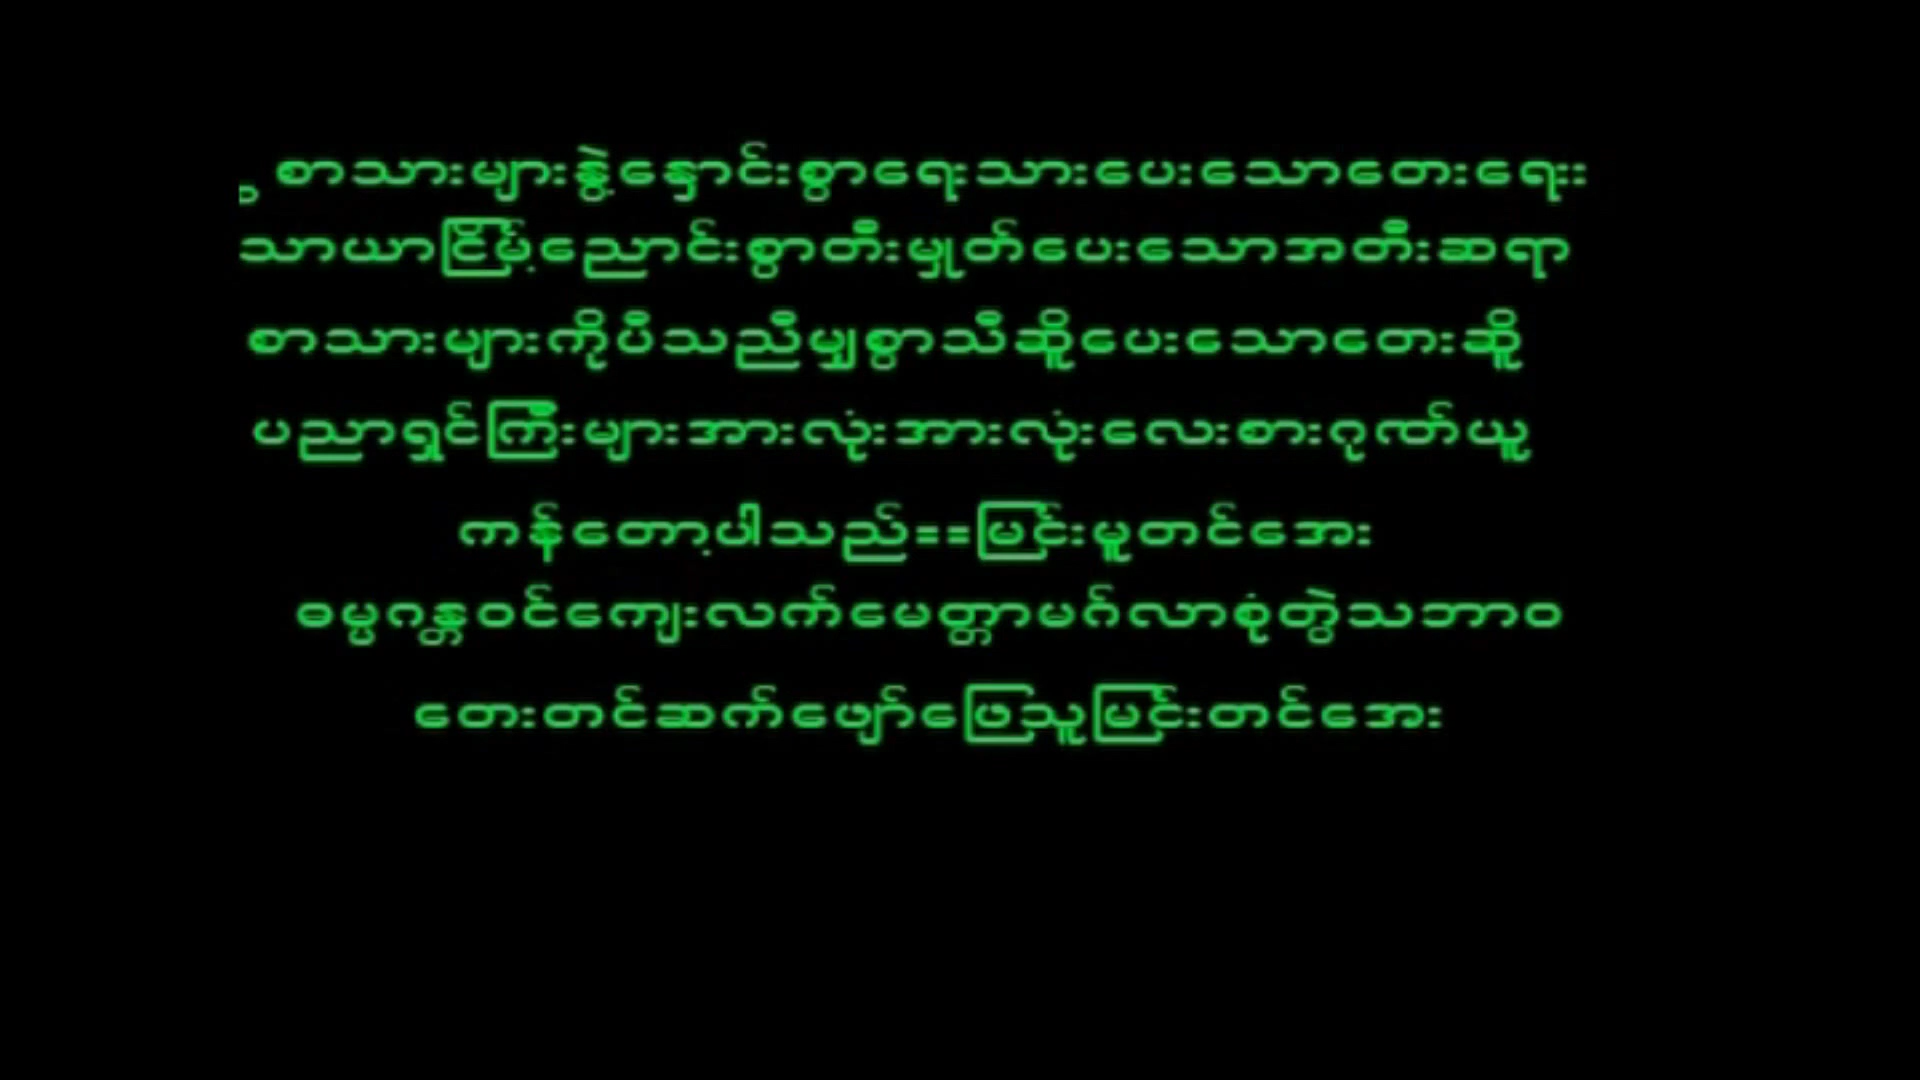 စာသားများနွဲ့နှောင်းစွာရေးသားပေးသောတေးရေးး
သာယာငြိမ့်ညောင်းစွာတီးမှုတ်ပေးသောအတီးဆရာ
စာသားများကိုပီသညီမျှစွာသီဆိူပေးသောတေးဆိူ
ပညာရှင်ကြီးများအားလုံးအားလုံးလေးစားဂုဏ်ယူ
ကန်တော့ပါသည်==မြင်းမူတင်အေး
ဓမ္မဂန္တဝင်ကျေးလက်မေတ္တာမင်္ဂလာစုံတွဲသဘာဝ
တေးတင်ဆက်ဖျော်ဖြေသူမြင်းတင်အေး